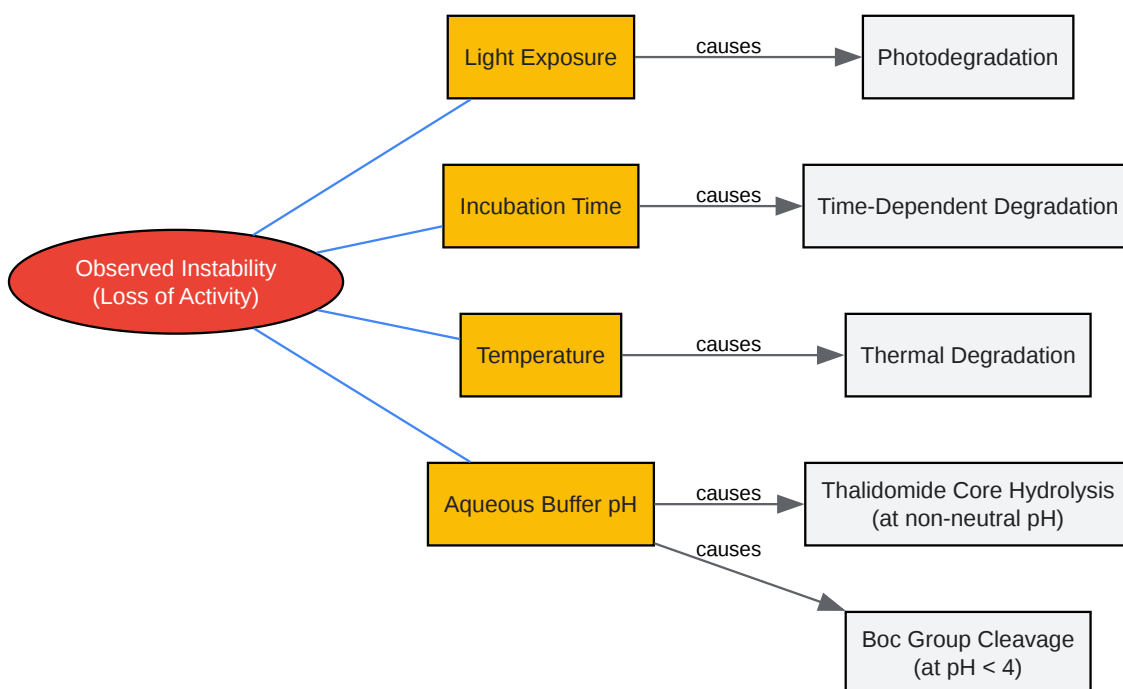 Light Exposure
causes
Photodegradation
Incubation Time
causes
Time-Dependent Degradation
Observed Instability
(Loss of Activity)
Temperature
causes
Thermal Degradation
Aqueous Buffer pH
causes
Thalidomide Core Hydrolysis
(at non-neutral pH)
causes
Boc Group Cleavage
(at pH < 4)